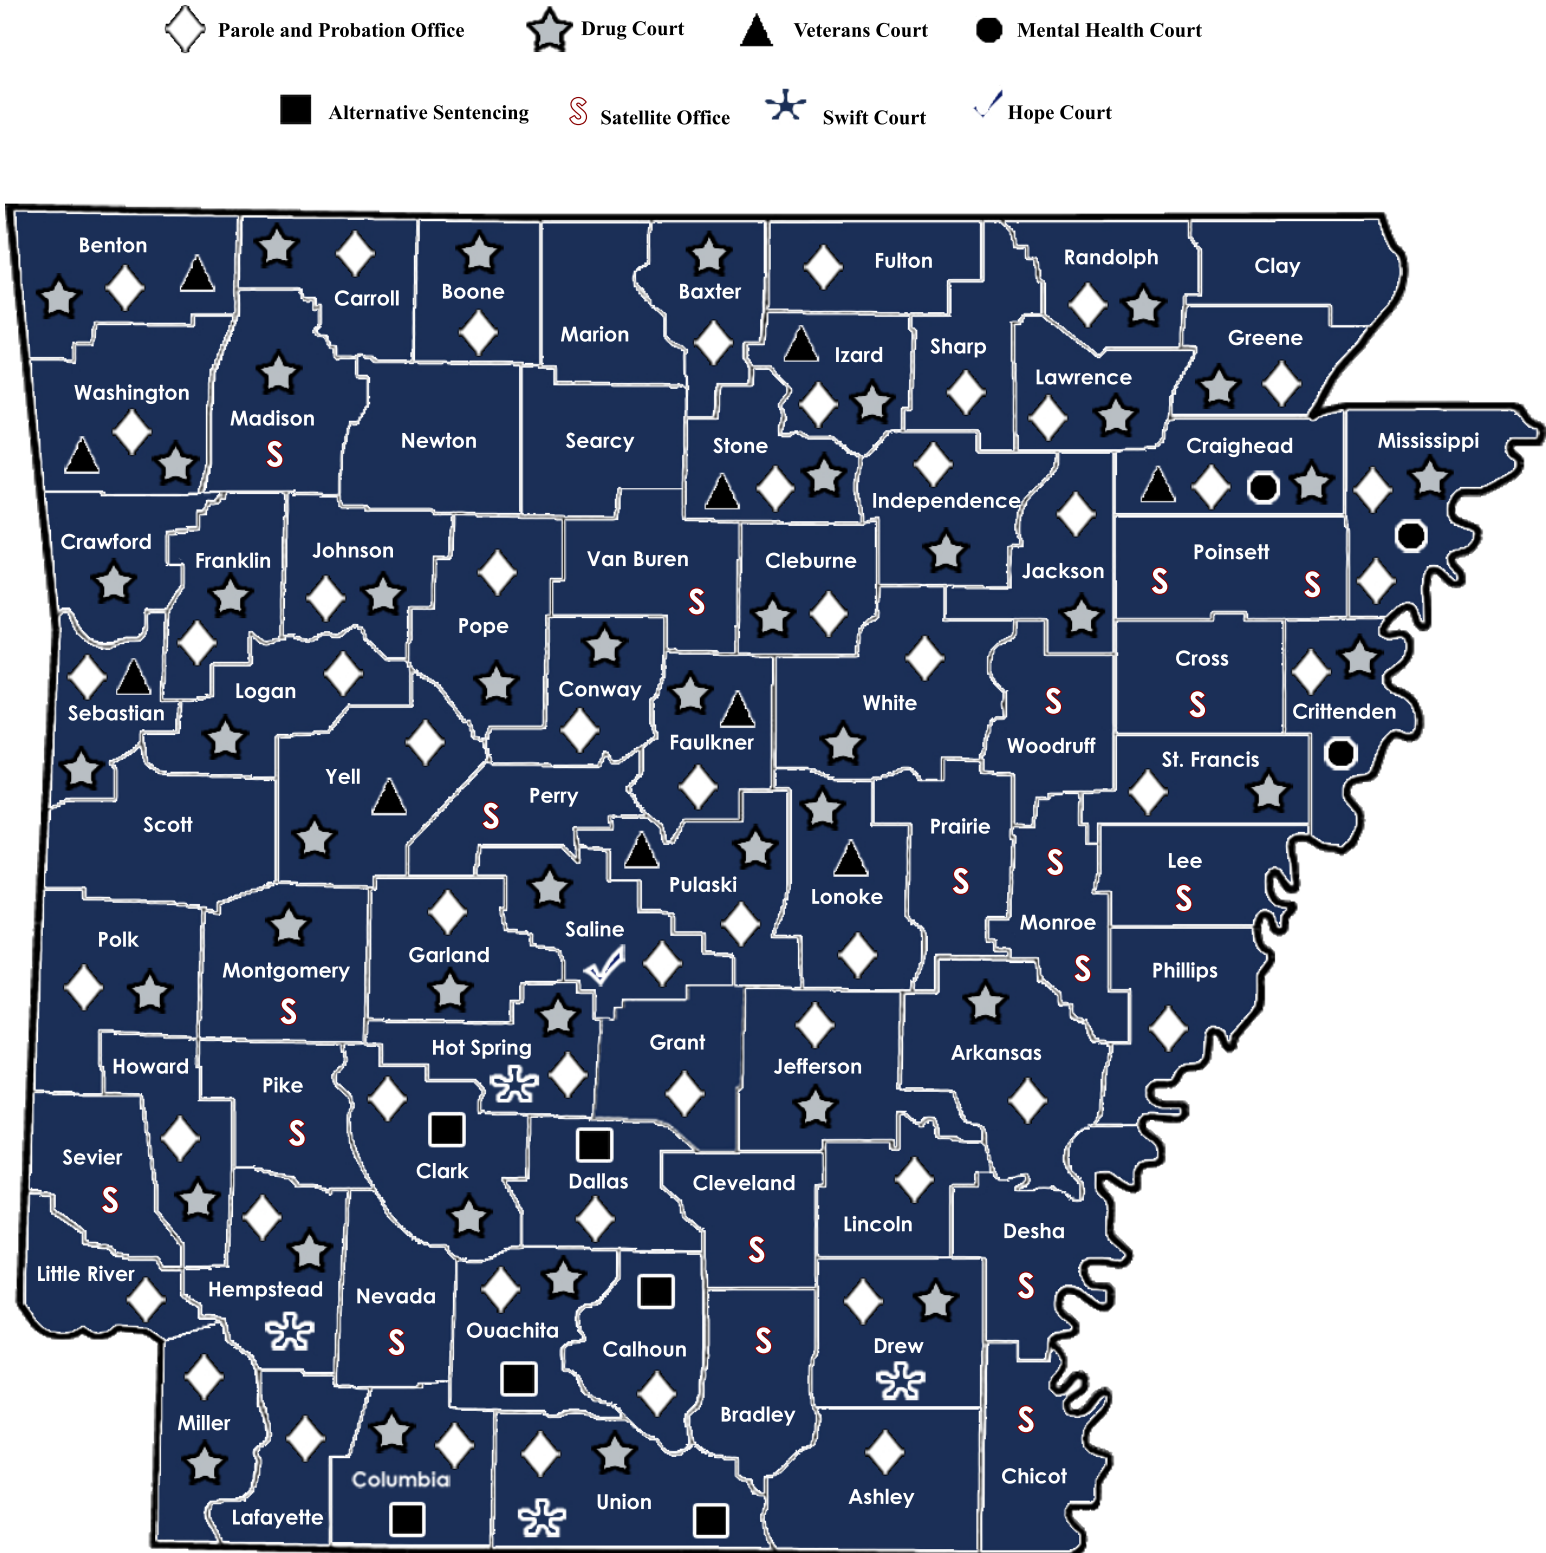 Parole and Probation Office Drug Court Veterans Court Mental Health Court
Alternative Sentencing S Satellite Office Swift Court Hope Court
Benton
Carroll
Boone
Marion
Baxter
Fulton
Randolph
Clay
Washington
Madison
S
Newton
Searcy
Stone
Izard
Sharp
Lawrence
Greene
Independence
Craighead
Mississippi
Crawford
Franklin
Johnson
Pope
Van Buren
S
Cleburne
Jackson
Poinsett
S S
Sebastian
Logan
Conway
Faulkner
White
S
Woodruff
Cross
S
Crittenden
St. Francis
Scott
Yell
Perry
S
Pulaski
Lonoke
Prairie
S
S
Monroe
S
Lee
S
Polk
Montgomery
S
Garland
Saline
Phillips
Howard
Pike
S
Hot Spring
Grant
Jefferson
Arkansas
Sevier
S
Clark
Dallas
Cleveland
S
Lincoln
Desha
S
Little River
Hempstead
Nevada
S
Ouachita
Calhoun
S
Bradley
Drew
S
Chicot
Miller
Lafayette
Columbia
Union
Ashley